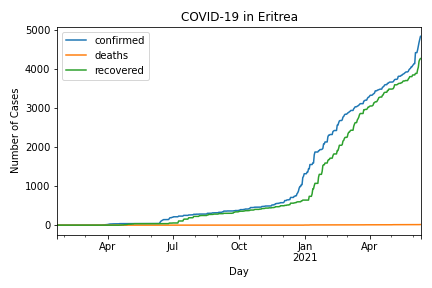 COVID-19 in Eritrea
confirmed
deaths
recovered
Number of Cases
5000
4000
3000
2000
1000
0
Apr
Jul
Oct
Jan
2021
Apr
Day